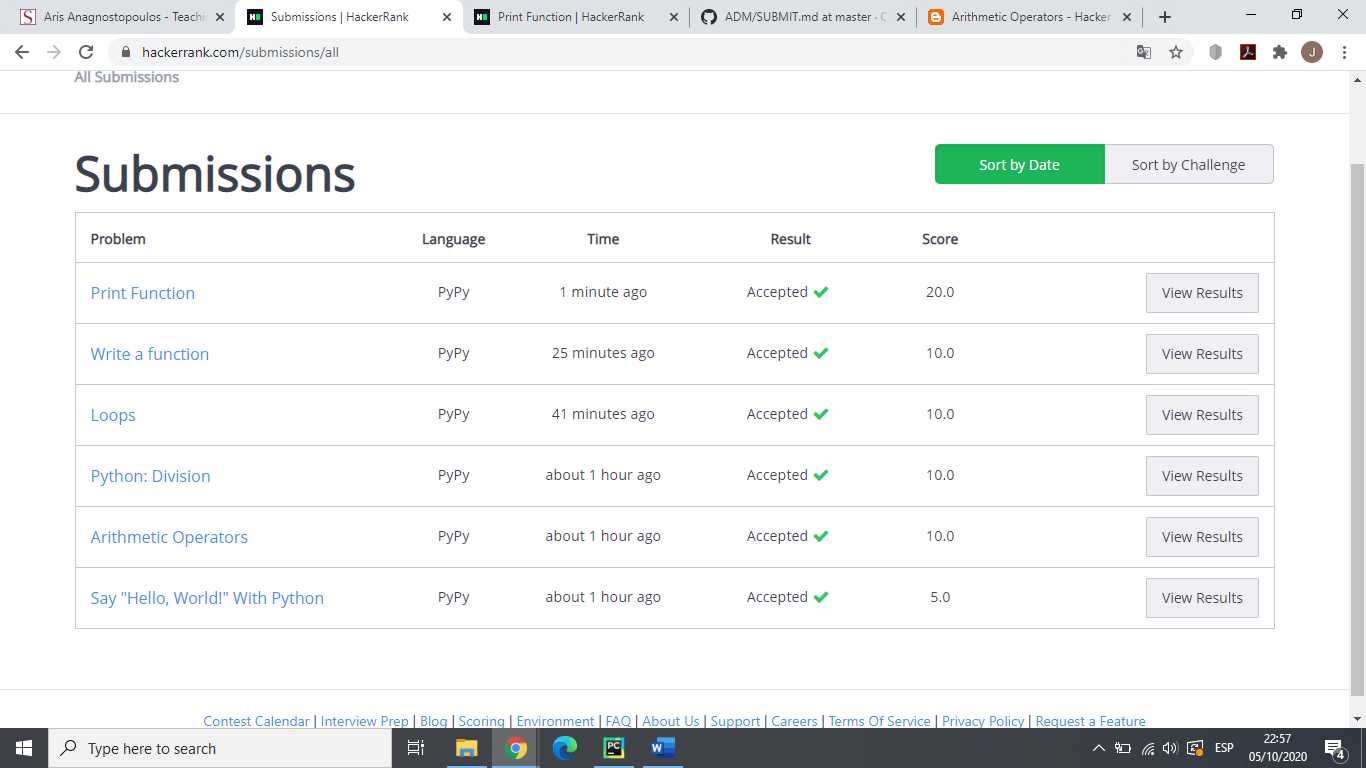 Aris Anagnostopoulos - Teachi
Submissions | HackerRank
Print Function | HackerRank
ADM/SUBMIT.md at master · C
Arithmetic Operators - Hacker
hackerrank.com/submissions/all
J
All Submissions
Submissions
Sort by Date Sort by Challenge
Problem Language Time Result Score
Print Function PyPy 1 minute ago Accepted 20.0 View Results
Write a function PyPy 25 minutes ago Accepted 10.0 View Results
Loops PyPy 41 minutes ago Accepted 10.0 View Results
Python: Division PyPy about 1 hour ago Accepted 10.0 View Results
Arithmetic Operators PyPy about 1 hour ago Accepted 10.0 View Results
Say "Hello, World!" With Python PyPy about 1 hour ago Accepted 5.0 View Results
Contest Calendar | Interview Prep | Blog | Scoring | Environment | FAQ | About Us | Support | Careers | Terms Of Service | Privacy Policy | Request a Feature
Type here to search
ESP
22:57
05/10/2020
4